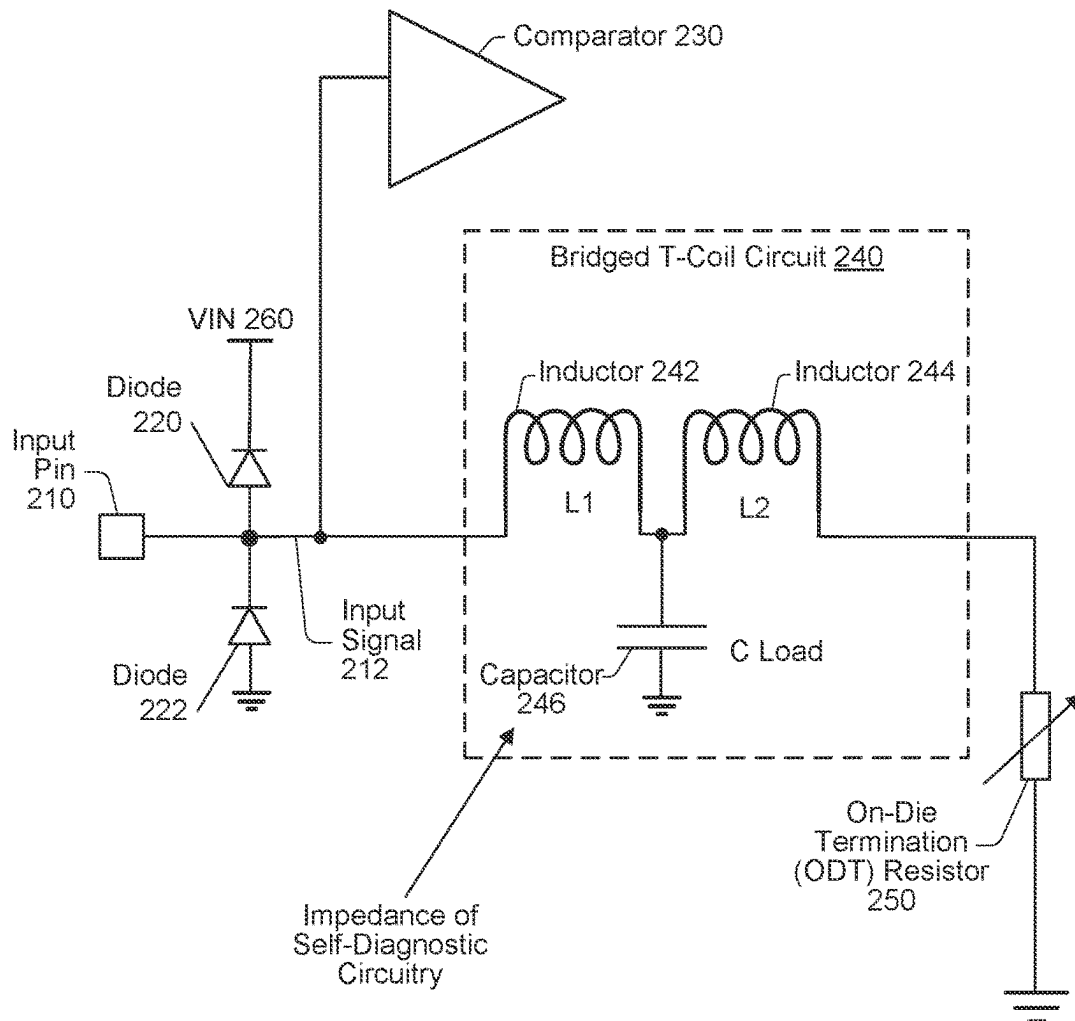 Comparator 230
Bridged T-Coil Circuit 240
VIN 260
Inductor 242
Inductor 244
Diode
220
Input
Pin
210
L1
L2
Input
Signal
212
Diode
222
Capacitor
246
C Load
On-Die
Termination
(ODT) Resistor
250
Impedance of
Self-Diagnostic
Circuitry